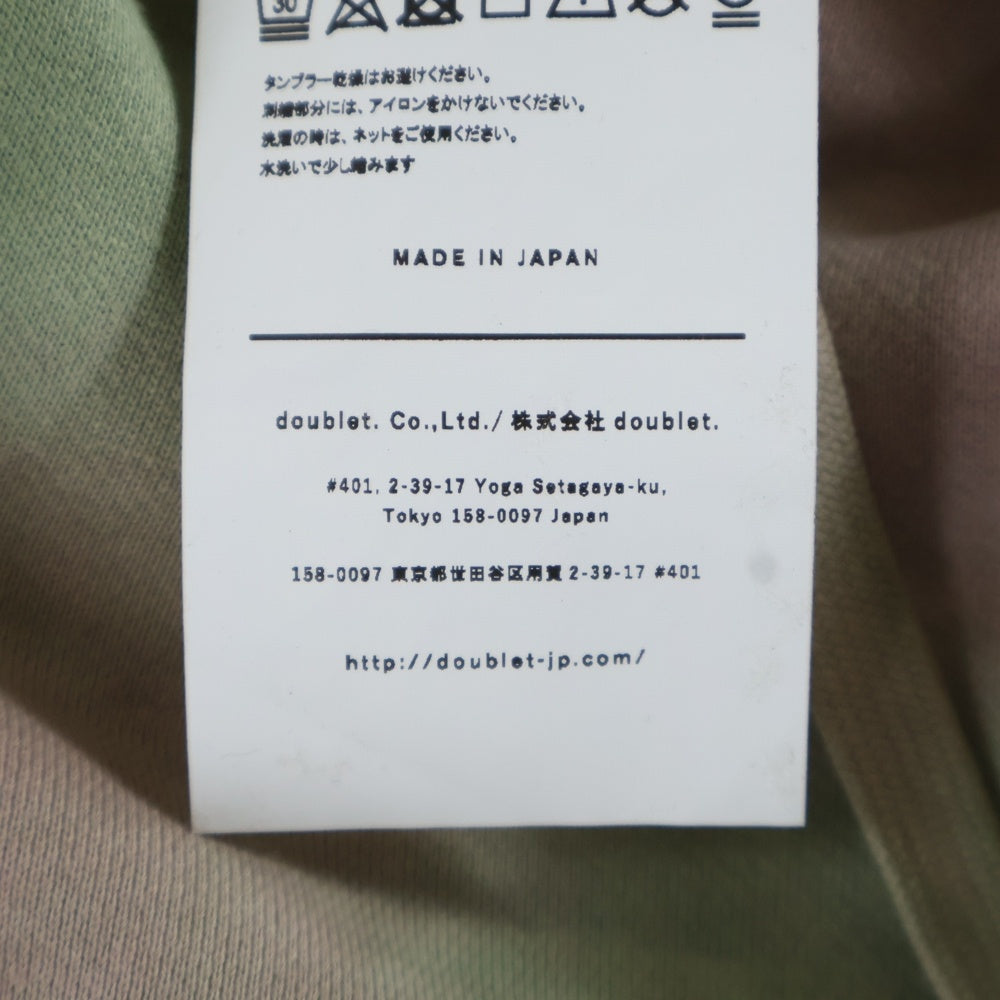 30
タンブラー乾燥はお避けください。
刺繍部分には、アイロンをかけないでください。
洗濯の時は、ネットをご使用ください。
水洗いで少し縮みます
MADE IN JAPAN
doublet. Co.,Ltd./ 株式会社 doublet.
#401, 2-39-17 Yoga Setagaya-ku,
Tokyo 158-0097 Japan
158-0097 東京都世田谷区用賀 2-39-17 #401
http://doublet-jp.com/